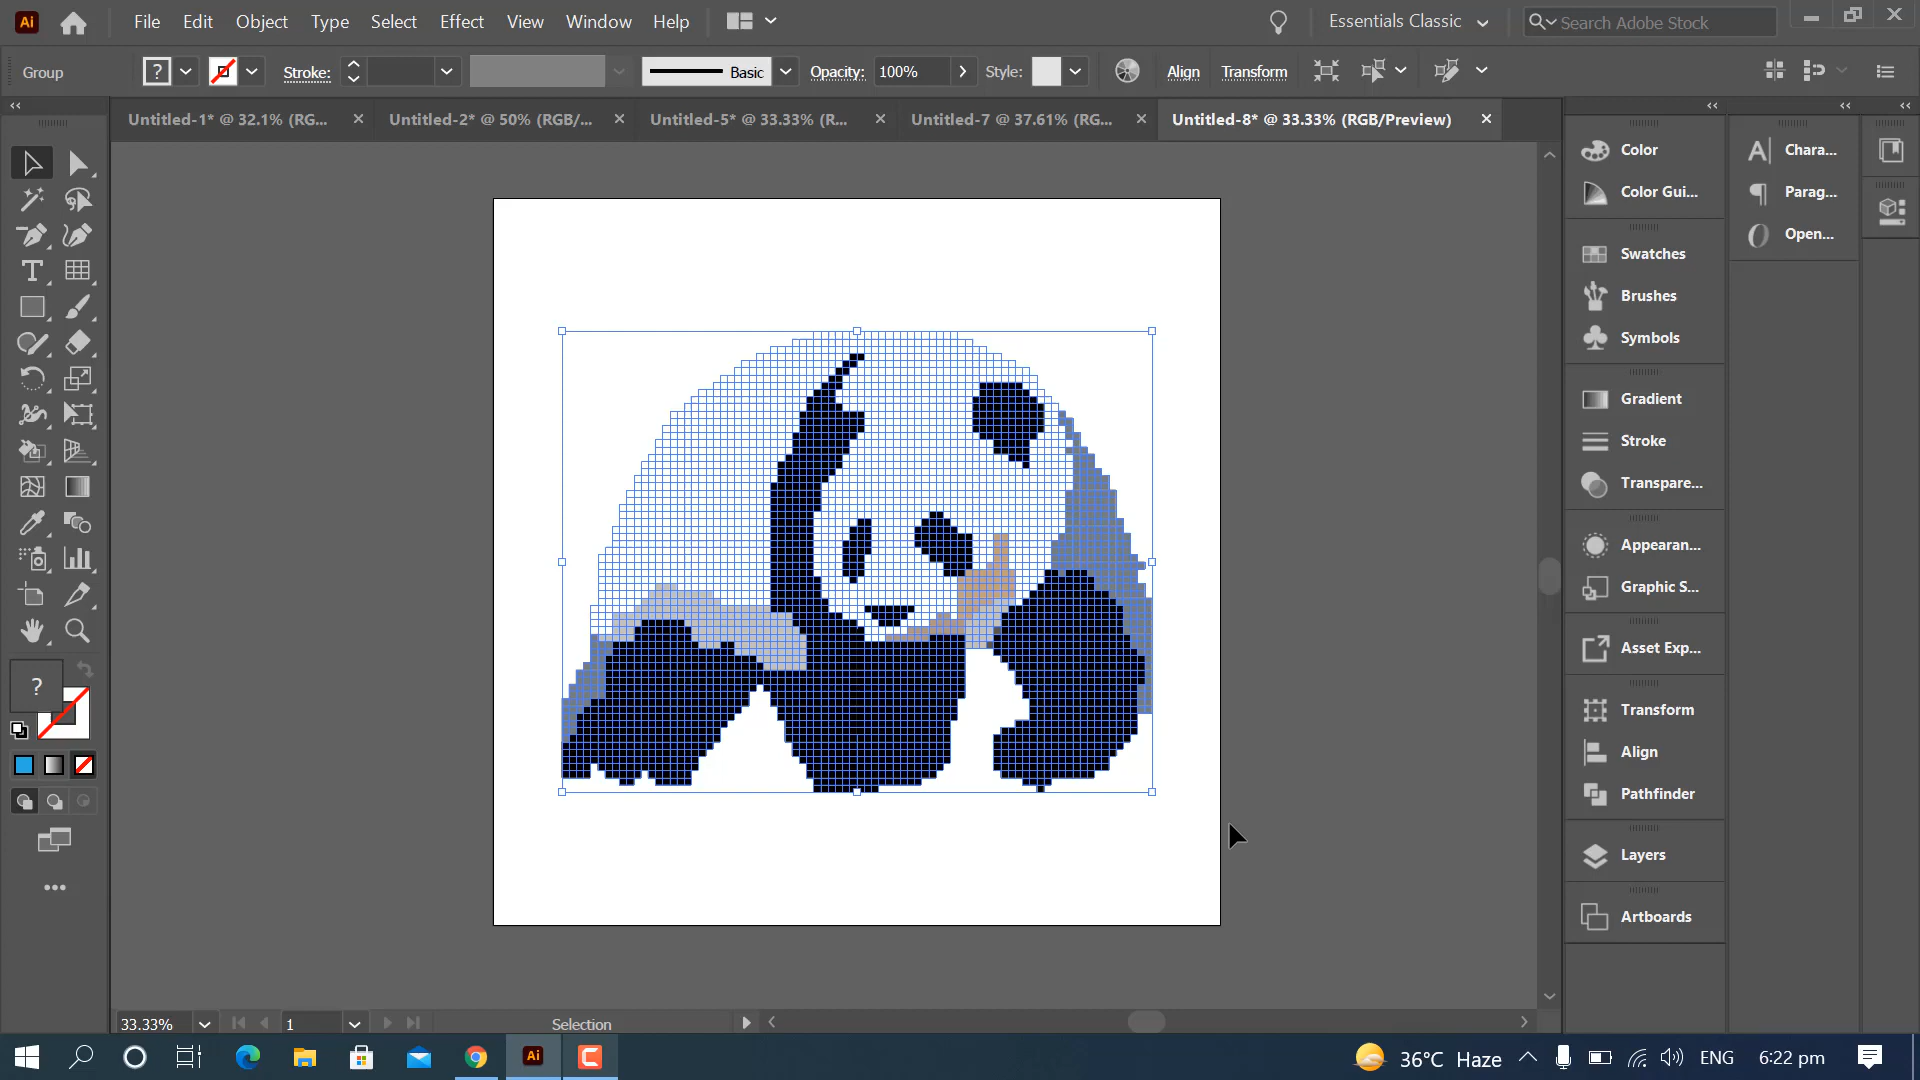 Ai File Edit Object Type Select Effect View Window Help Essentials Classic Search Adobe Stock
Group ? Stroke: Basic Opacity: 100% Style: Align Transform
Untitled-1* @ 32.1% (RG... Untitled-2* @ 50% (RGB/... Untitled-5* @ 33.33% (R... Untitled-7 @ 37.61% (RG... Untitled-8* @ 33.33% (RGB/Preview)
Color
Color Gui...
Swatches
Brushes
Symbols
Gradient
Stroke
Transpare...
Appearan...
Graphic S...
Asset Exp...
Transform
Align
Pathfinder
Layers
Artboards
Chara...
Parag...
Open...
?
33.33% 1 Selection
Ai 36°C Haze ENG 6:22 pm